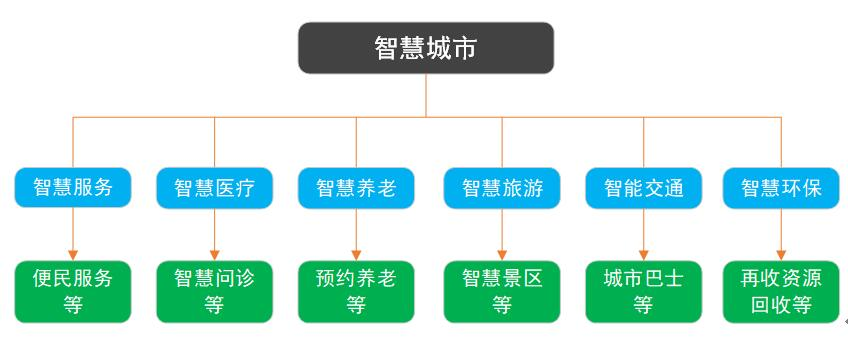 智慧城市
智慧服务
智慧医疗
智慧养老
智慧旅游
智能交通
智慧环保
便民服务
等
智慧问诊
等
预约养老
等
智慧景区
等
城市巴士
等
再收资源
回收等